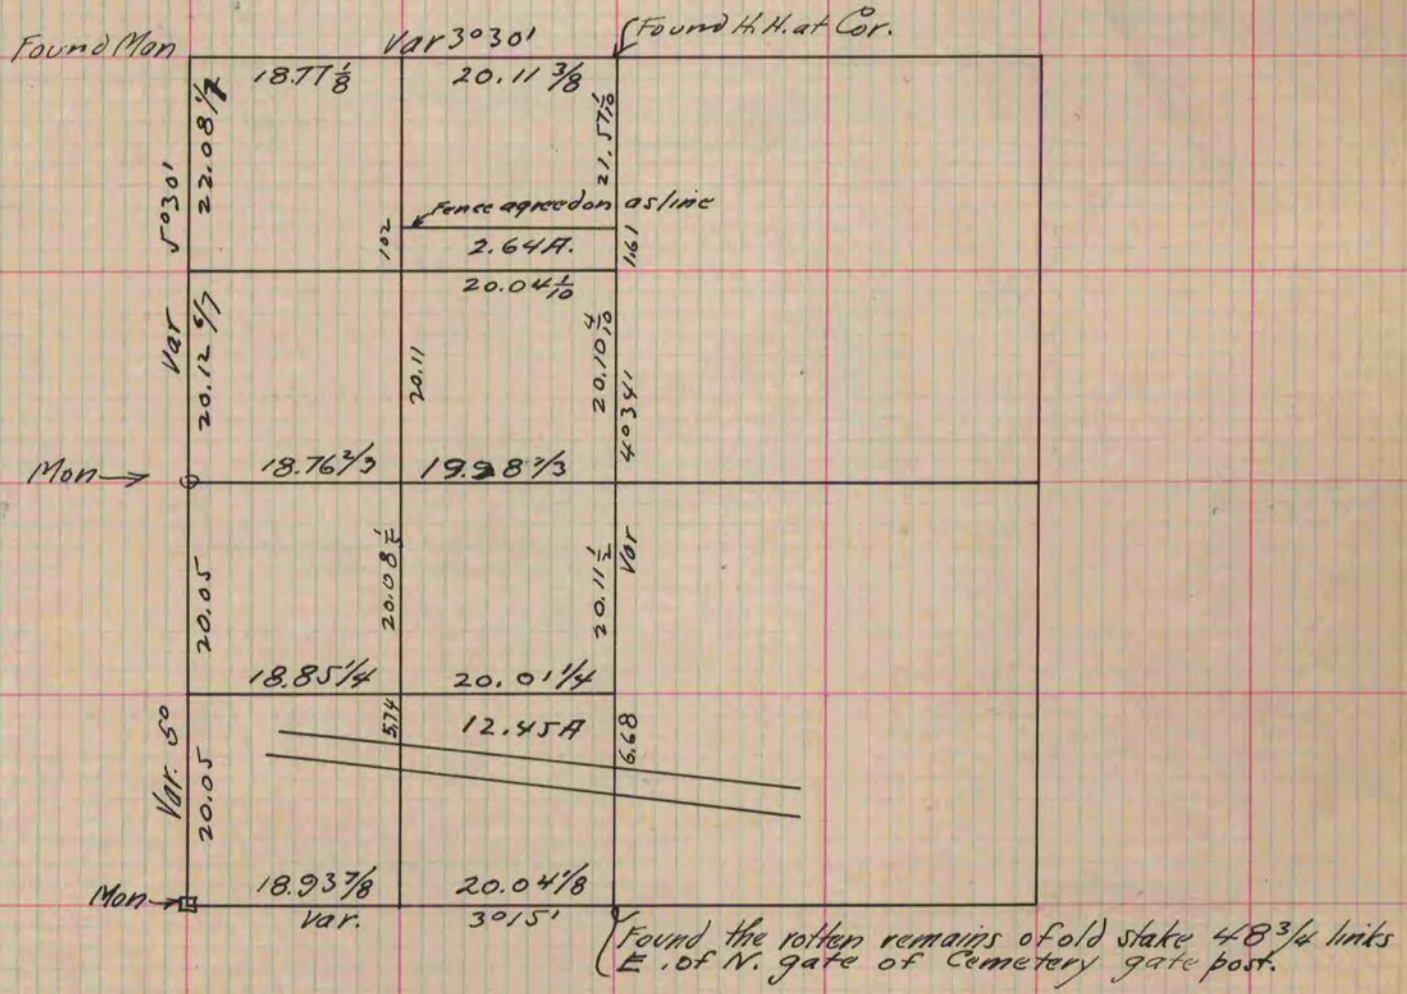 Found Mon
Var 3°30'
Found H.H. at Cor.
18.77 1/8
20.11 3/8
22.08 1/7
21.57 1/10
Var 5°30'
Fence agreed on as line
102
2.64 A.
1.61
20.04 1/10
20.12 6/7
20.11
20.10 4/10
Var 4°34'
Mon
18.76 2/3
19.98 2/3
20.05
20.08 1/2
20.11 1/2
18.85 1/4
20.01 1/4
Var. 5°
20.05
5.74
12.45 A
6.68
Mon
18.93 7/8
20.04 1/8
Var. 3°15'
Found the rotten remains of old stake 48 3/4 links
E. of N. gate of Cemetery gate post.